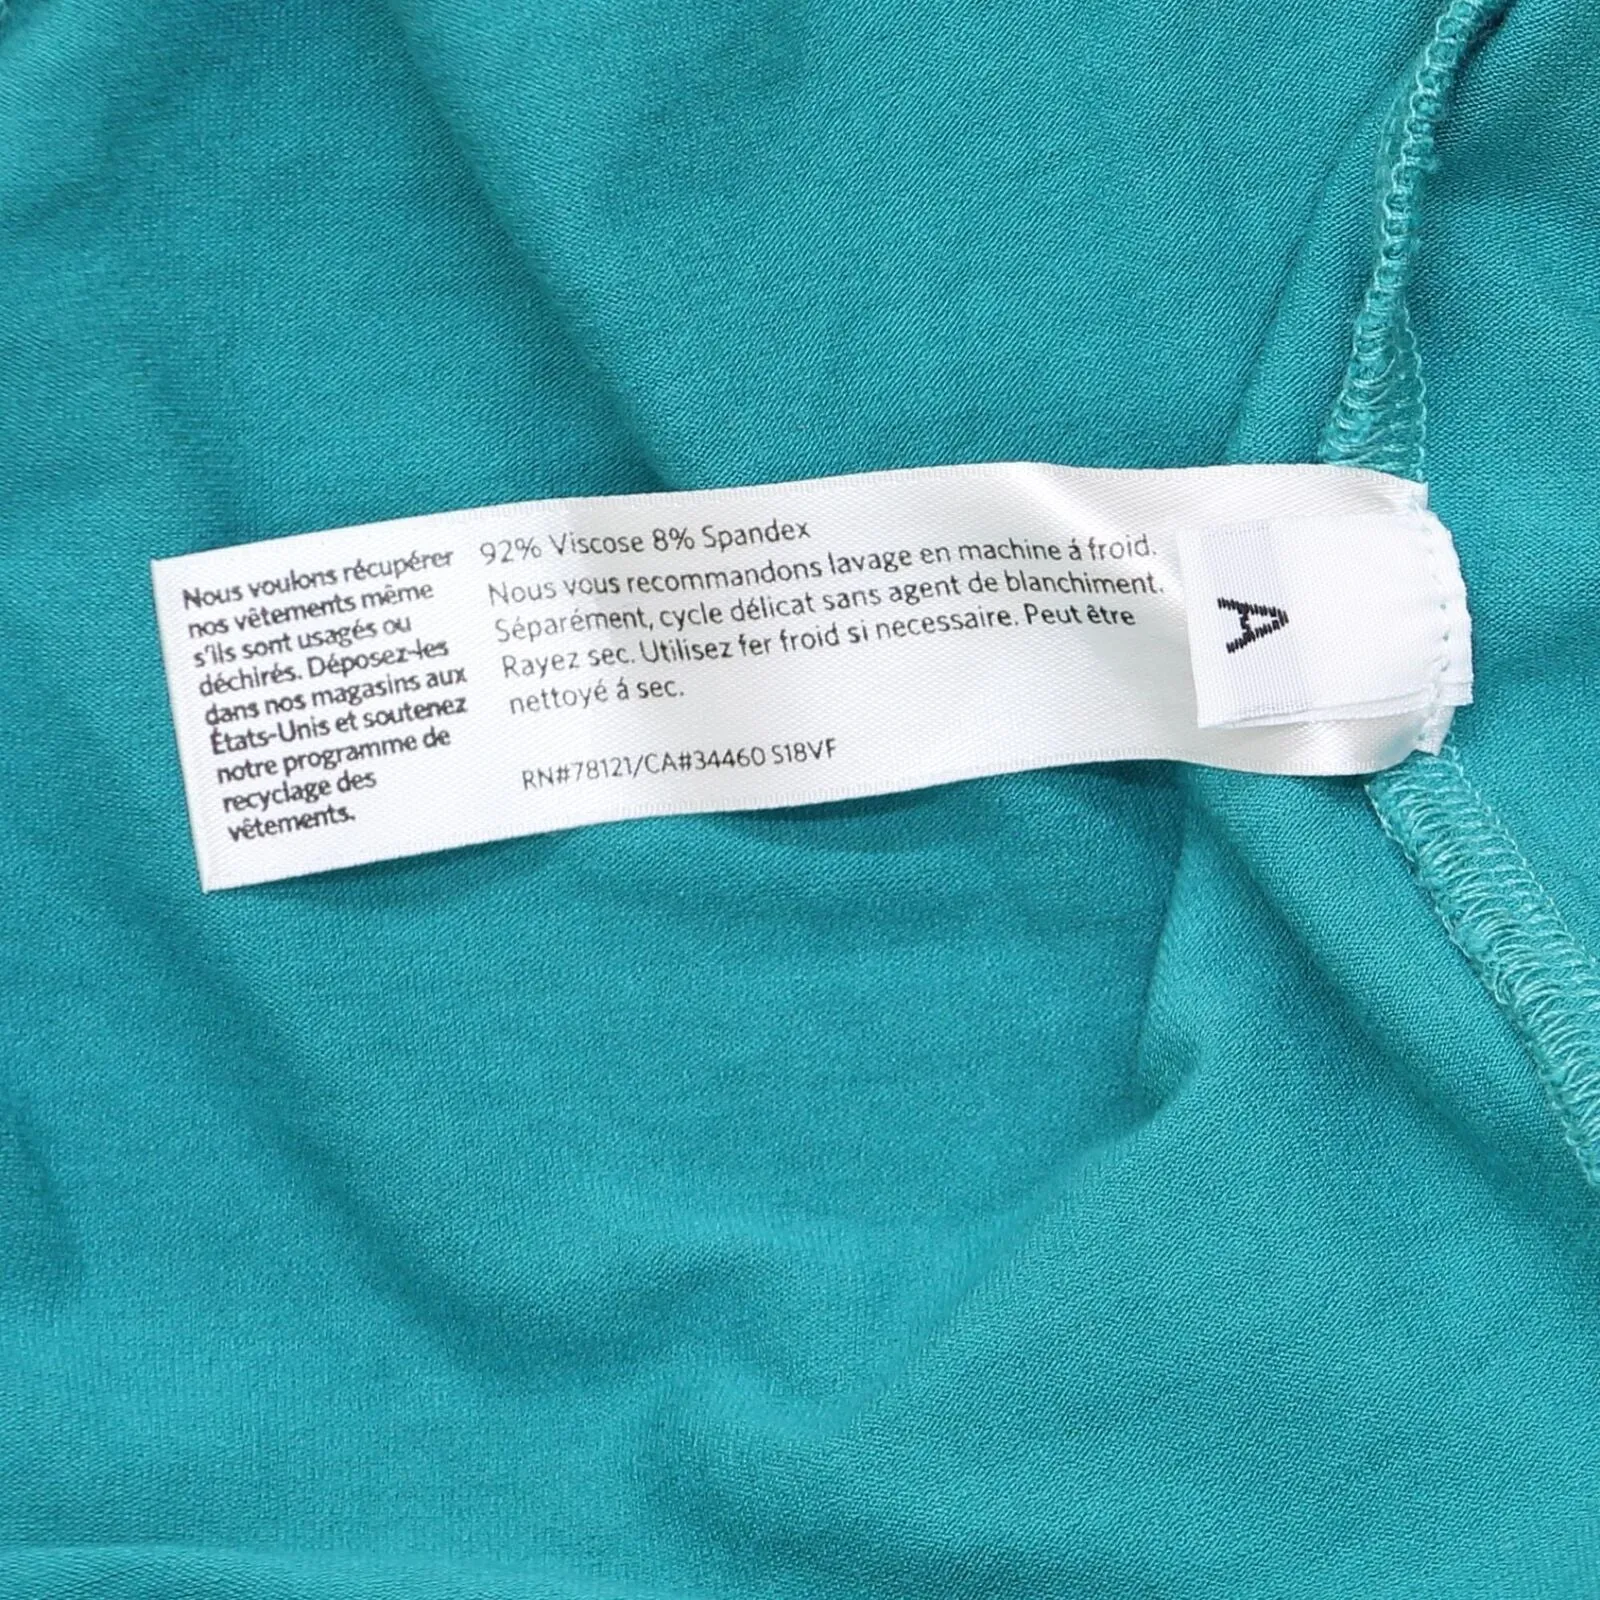 Nous voulons récupérer
nos vêtements même
s'ils sont usagés ou
déchirés. Déposez-les
dans nos magasins aux
États-Unis et soutenez
notre programme de
recyclage des
vêtements.
92% Viscose 8% Spandex
Nous vous recommandons lavage en machine á froid.
Séparément, cycle délicat sans agent de blanchiment.
Rayez sec. Utilisez fer froid si necessaire. Peut être
nettoyé á sec.
RN#78121/CA#34460 S18VF
A